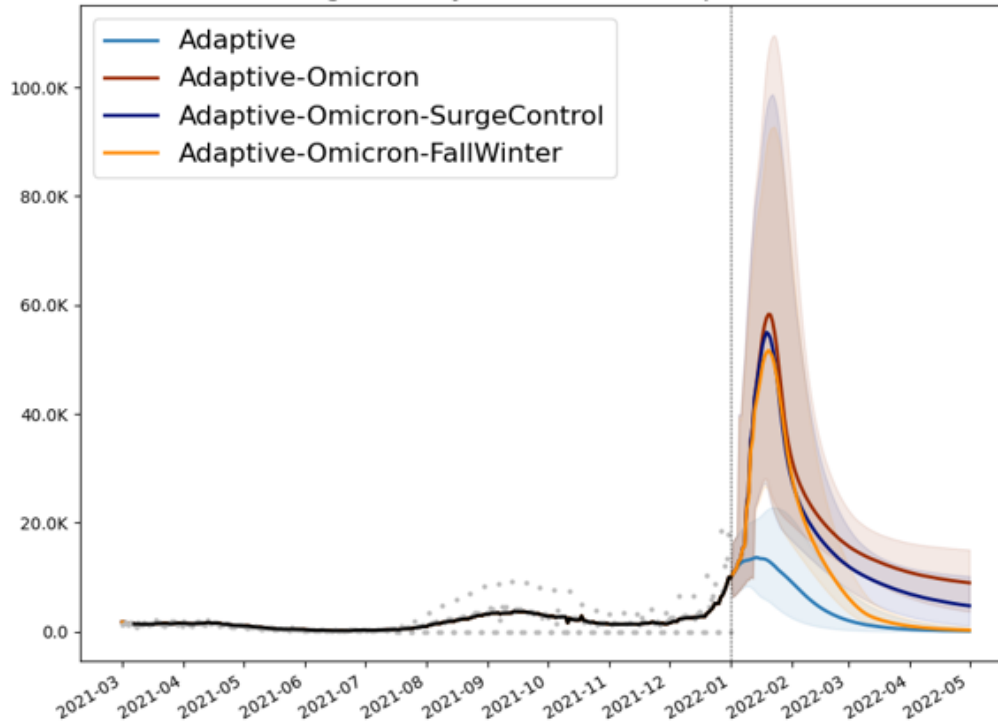 Adaptive
Adaptive-Omicron
Adaptive-Omicron-SurgeControl
Adaptive-Omicron-FallWinter
100.0K
80.0K
60.0K
40.0K
20.0K
0.0
2021-03
2021-04
2021-05
2021-06
2021-07
2021-08
2021-09
2021-10
2021-11
2021-12
2022-01
2022-02
2022-03
2022-04
2022-05